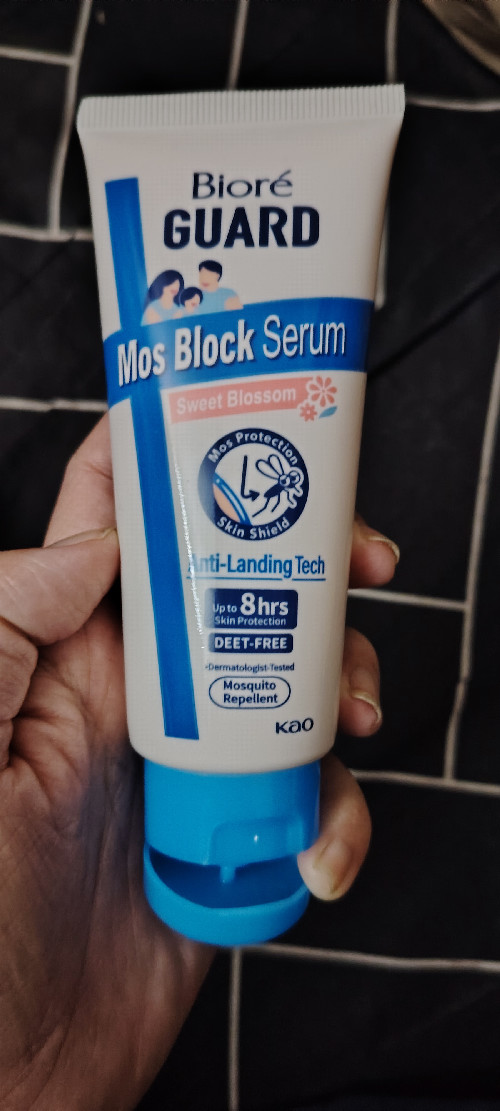 Bioré
GUARD
Mos Block Serum
Sweet Blossom
Mos Protection
Skin Shield
Anti-Landing Tech
Up to 8hrs
Skin Protection
DEET-FREE
•Dermatologist-Tested
Mosquito
Repellent
Kao